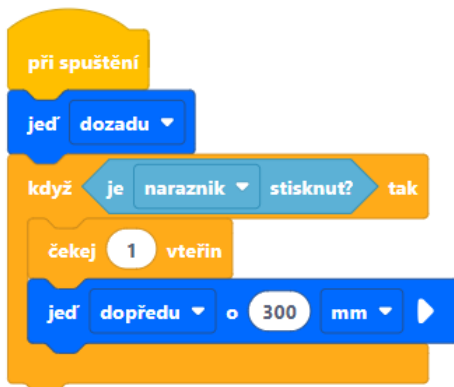 při spuštění
jeď dozadu
když je naraznik stisknut? tak
čekej 1 vteřin
jeď dopředu o 300 mm